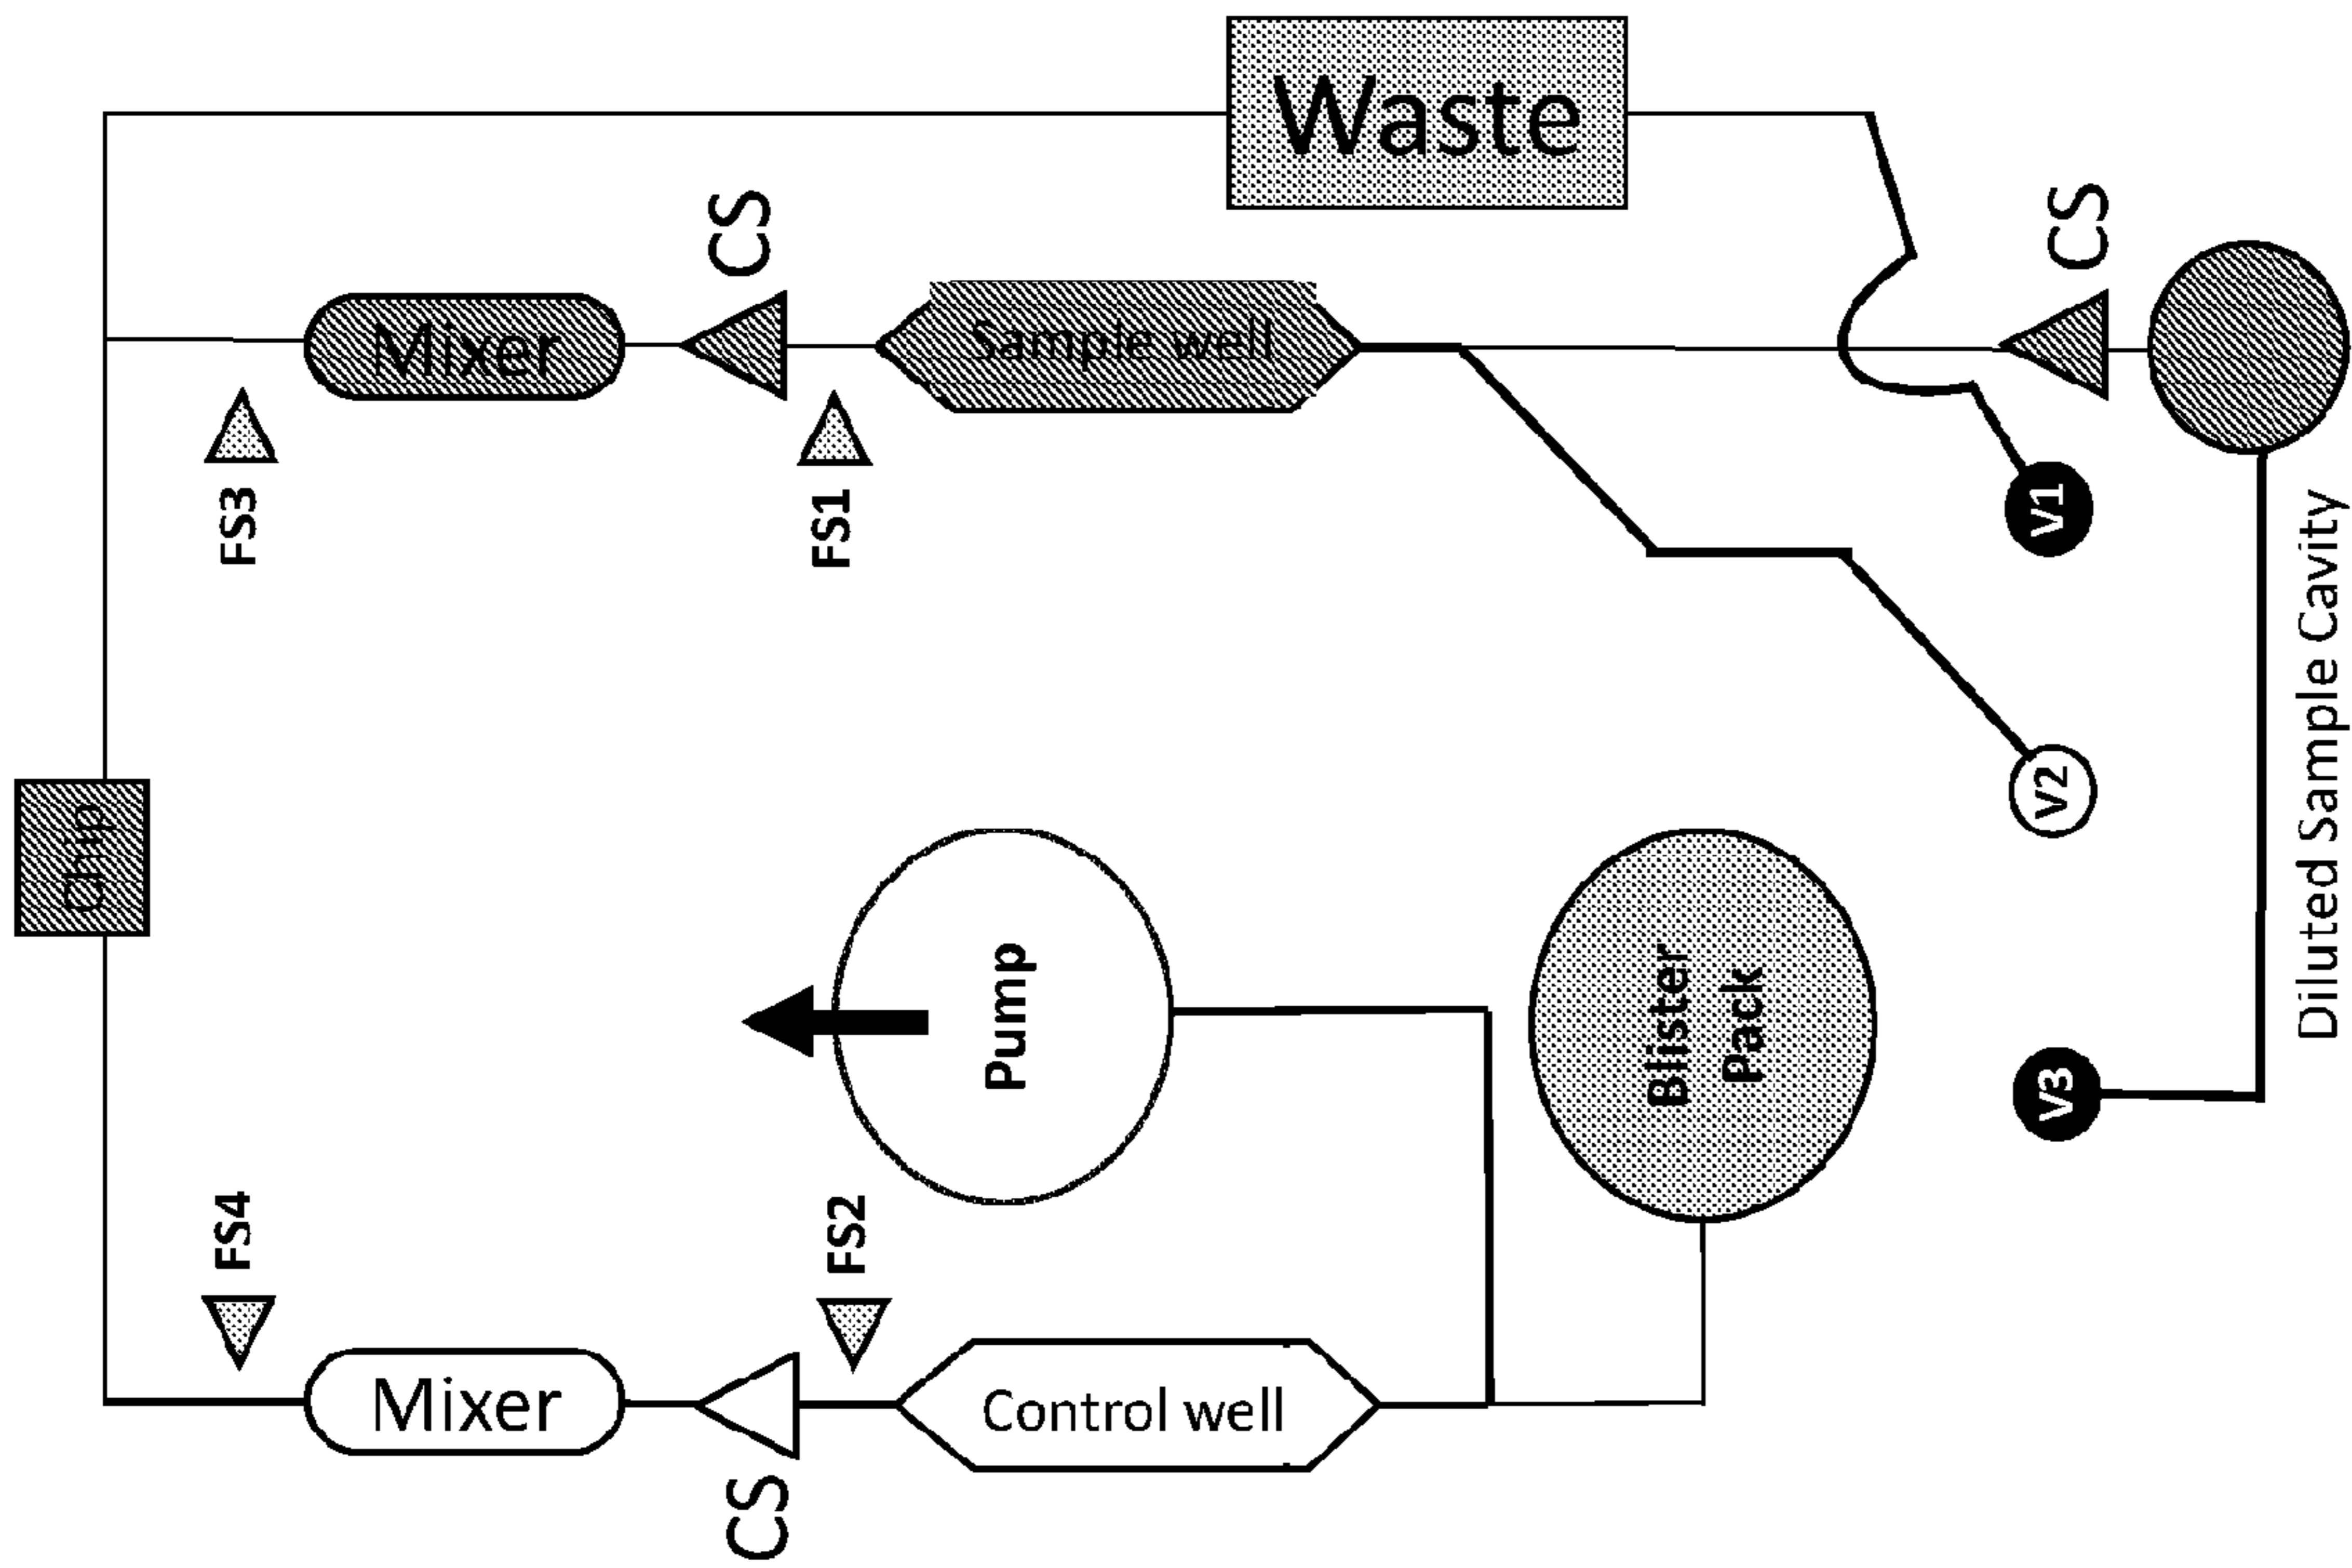 Waste
CS
CS
Mixer
Sample well
FS3
FS1
V1
Chip
V2
Diluted Sample Cavity
Pump
Blister
Pack
V3
FS4
FS2
Mixer
Control well
CS